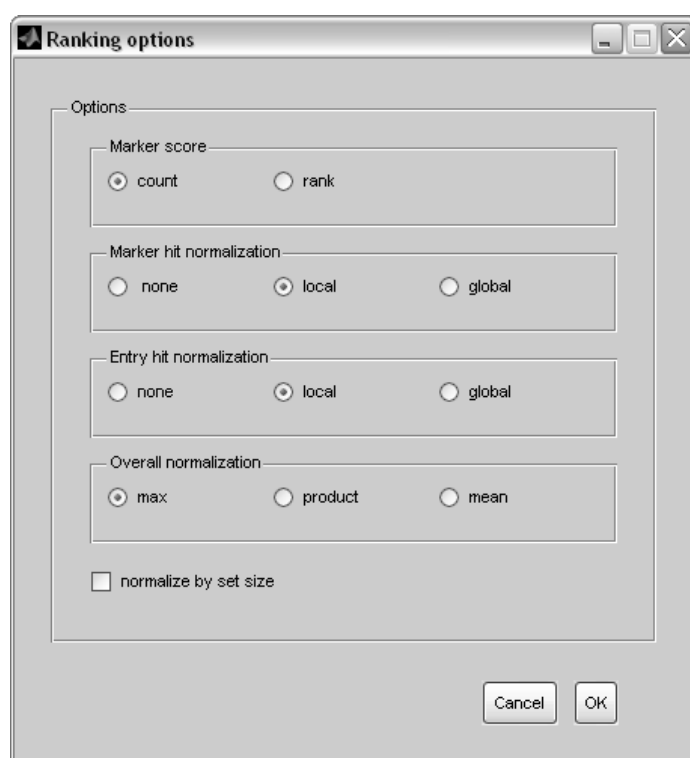 Ranking options
Options
Marker score
count rank
Marker hit normalization
none local global
Entry hit normalization
none local global
Overall normalization
max product mean
normalize by set size
Cancel OK